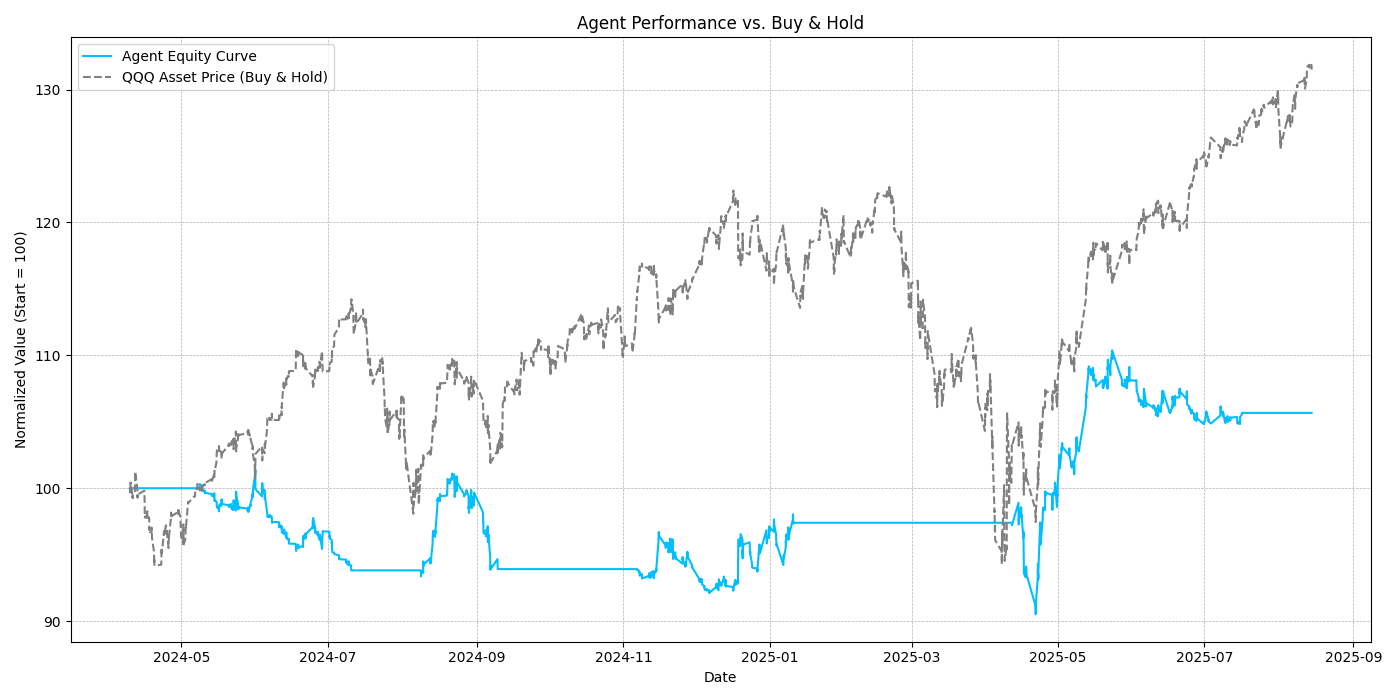 Agent Performance vs. Buy & Hold
Agent Equity Curve
QQQ Asset Price (Buy & Hold)
Normalized Value (Start = 100)
130
120
110
100
90
2024-05
2024-07
2024-09
2024-11
2025-01
2025-03
2025-05
2025-07
2025-09
Date